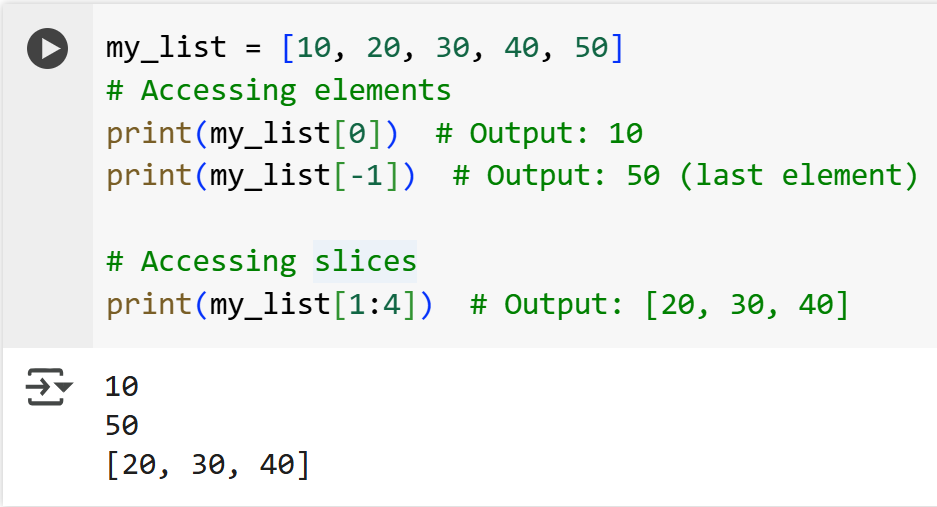 my_list = [10, 20, 30, 40, 50]
# Accessing elements
print(my_list[0])  # Output: 10
print(my_list[-1])  # Output: 50 (last element)
# Accessing slices
print(my_list[1:4])  # Output: [20, 30, 40]
10
50
[20, 30, 40]